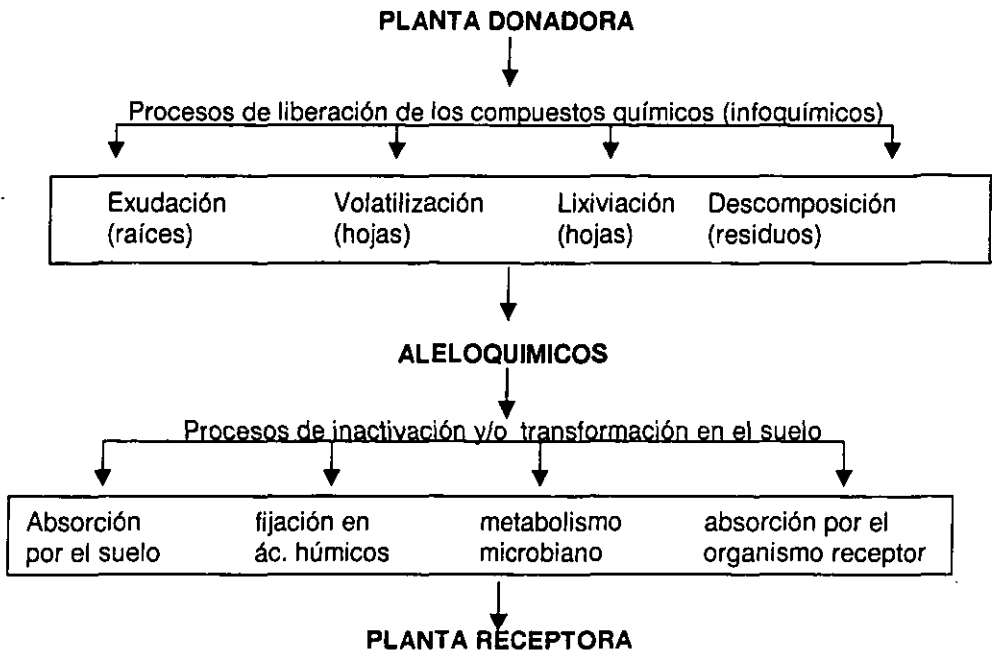 PLANTA DONADORA
Procesos de liberación de los compuestos químicos (infoquímicos)
Exudación Volatilización Lixiviación Descomposición
(raíces) (hojas) (hojas) (residuos)
ALELOQUIMICOS
Procesos de inactivación y/o transformación en el suelo
Absorción fijación en metabolismo absorción por el
por el suelo ác. húmicos microbiano organismo receptor
PLANTA RECEPTORA